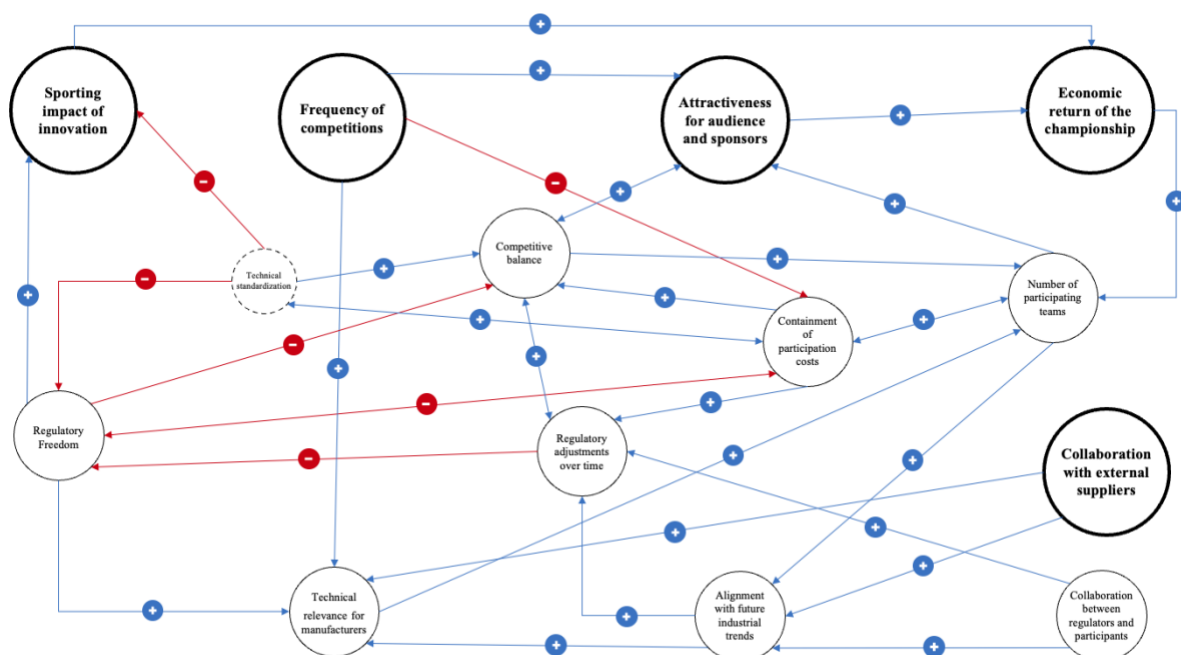 Sporting
impact of
innovation
Frequency of
competitions
Attractiveness
for audience
and sponsors
Economic
return of the
championship
Competitive
balance
Technical
standardization
Number of
participating
teams
Containment
of
participation
costs
Regulatory
Freedom
Regulatory
adjustments
over time
Collaboration
with external
suppliers
Technical
relevance for
manufacturers
Alignment
with future
industrial
trends
Collaboration
between
regulators and
participants